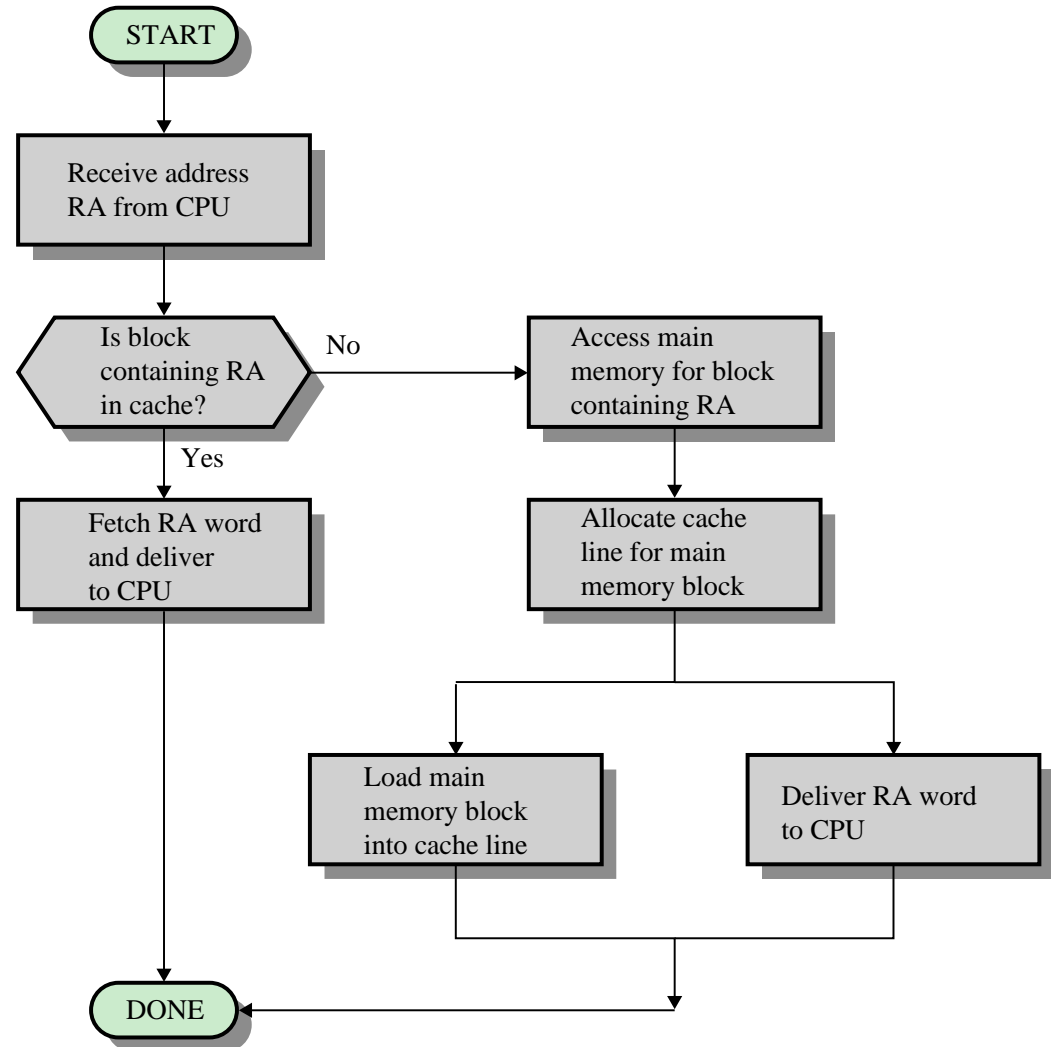 START
Receive address
RA from CPU
Is block
containing RA
in cache?
No
Access main
memory for block
containing RA
Yes
Fetch RA word
and deliver
to CPU
Allocate cache
line for main
memory block
Load main
memory block
into cache line
Deliver RA word
to CPU
DONE